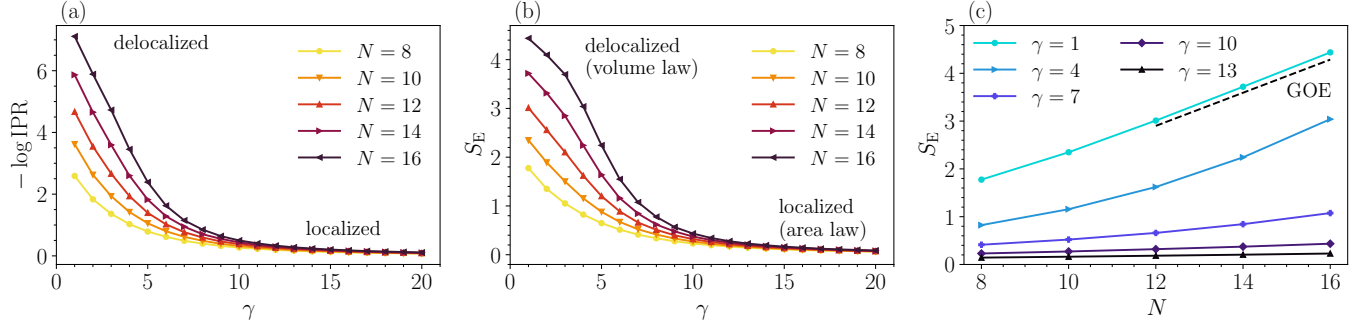 (a)
− log IPR
6
4
2
0
delocalized
N = 8
N = 10
N = 12
N = 14
N = 16
localized
0 5 10 15 20
γ
(b)
S_E
5
4
3
2
1
0
delocalized
(volume law)
N = 8
N = 10
N = 12
N = 14
N = 16
localized
(area law)
0 5 10 15 20
γ
(c)
S_E
5
4
3
2
1
0
γ = 1
γ = 4
γ = 7
γ = 10
γ = 13
GOE
8 10 12 14 16
N